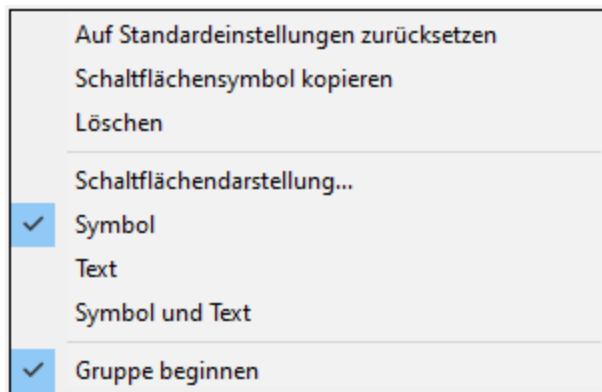 Auf Standardeinstellungen zurücksetzen
Schaltflächensymbol kopieren
Löschen
Schaltflächendarstellung...
Symbol
Text
Symbol und Text
Gruppe beginnen